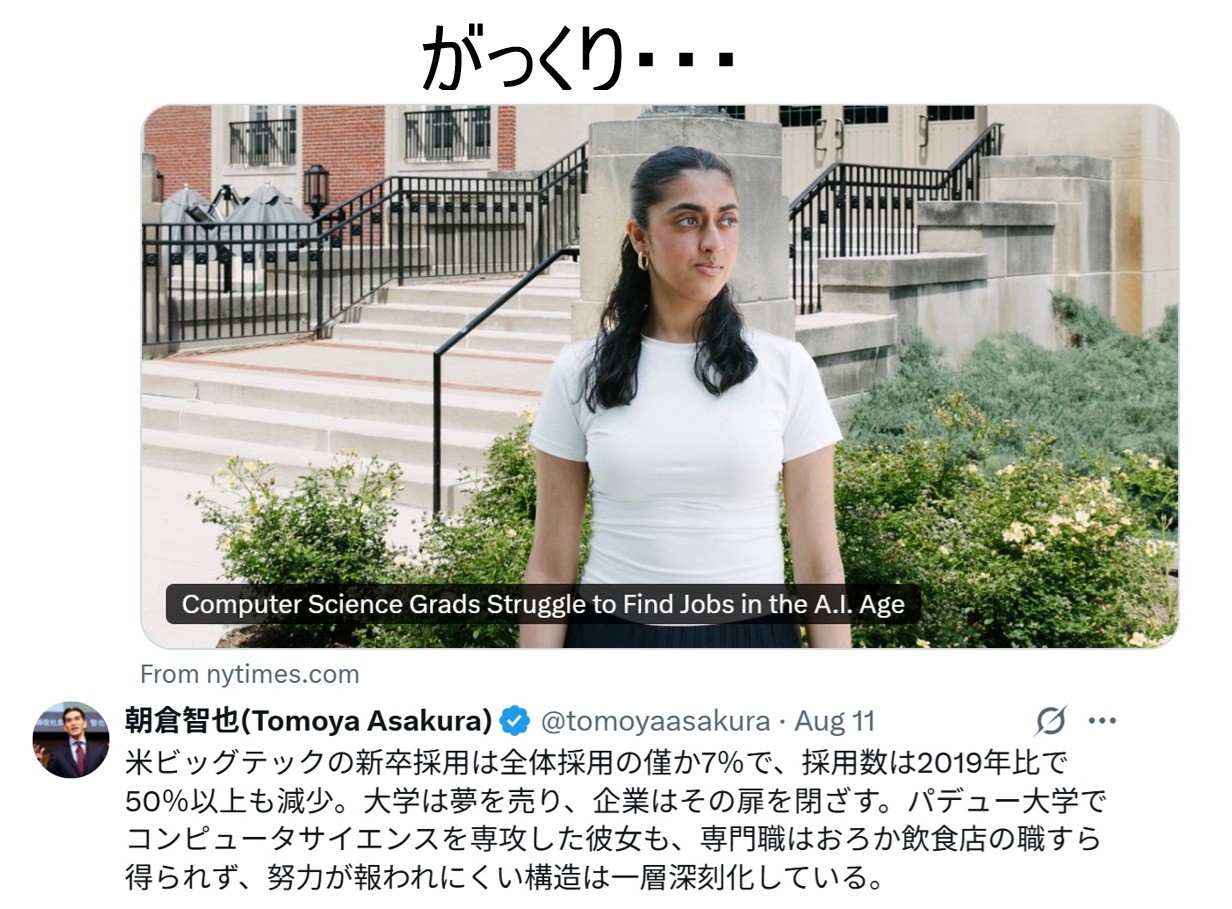 がっくり・・・
Computer Science Grads Struggle to Find Jobs in the A.I. Age
From nytimes.com
朝倉智也(Tomoya Asakura) @tomoyaasakura · Aug 11
米ビッグテックの新卒採用は全体採用の僅か7%で、採用数は2019年比で
50%以上も減少。大学は夢を売り、企業はその扉を閉ざす。パデュー大学で
コンピュータサイエンスを専攻した彼女も、専門職はおろか飲食店の職すら
得られず、努力が報われにくい構造は一層深刻化している。